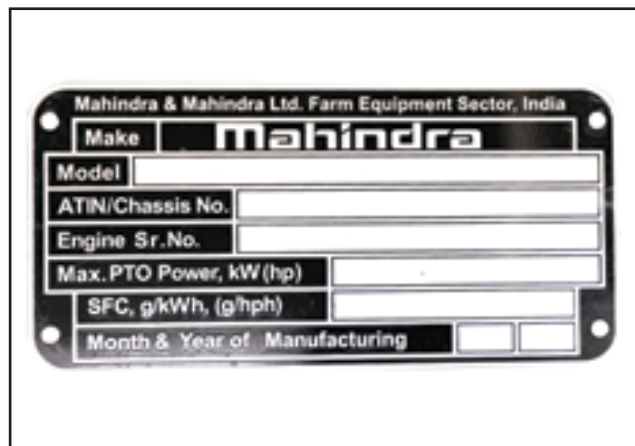 Mahindra & Mahindra Ltd. Farm Equipment Sector, India
Make mahindra
Model
ATIN/Chassis No.
Engine Sr.No.
Max.PTO Power, kW(hp)
SFC, g/kWh, (g/hph)
Month & Year of Manufacturing